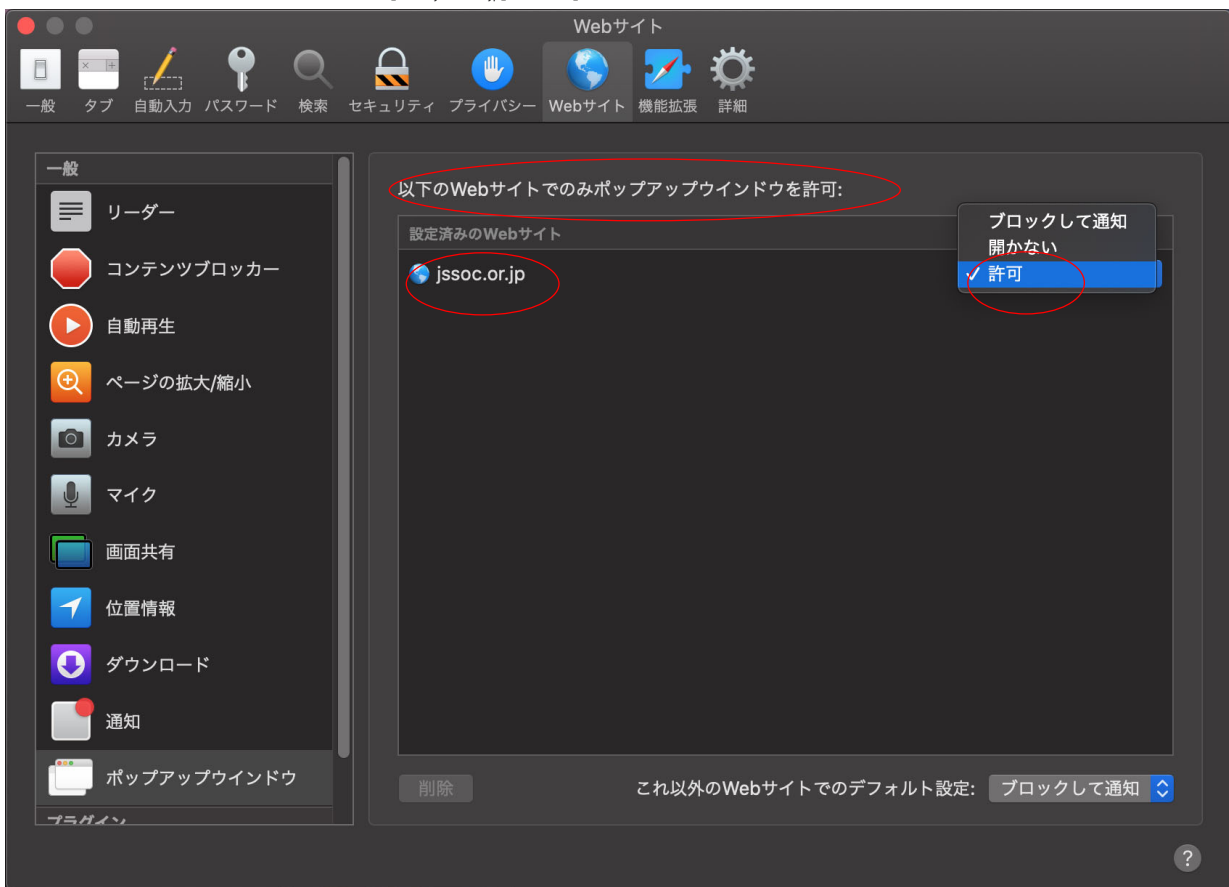 Webサイト
一般
タブ
自動入力
パスワード
検索
セキュリティ
プライバシー
Webサイト
機能拡張
詳細
一般
リーダー
コンテンツブロッカー
自動再生
ページの拡大/縮小
カメラ
マイク
画面共有
位置情報
ダウンロード
通知
ポップアップウインドウ
プラグイン
以下のWebサイトでのみポップアップウインドウを許可:
設定済みのWebサイト
jssoc.or.jp
ブロックして通知
開かない
✓ 許可
削除
これ以外のWebサイトでのデフォルト設定:
ブロックして通知
?